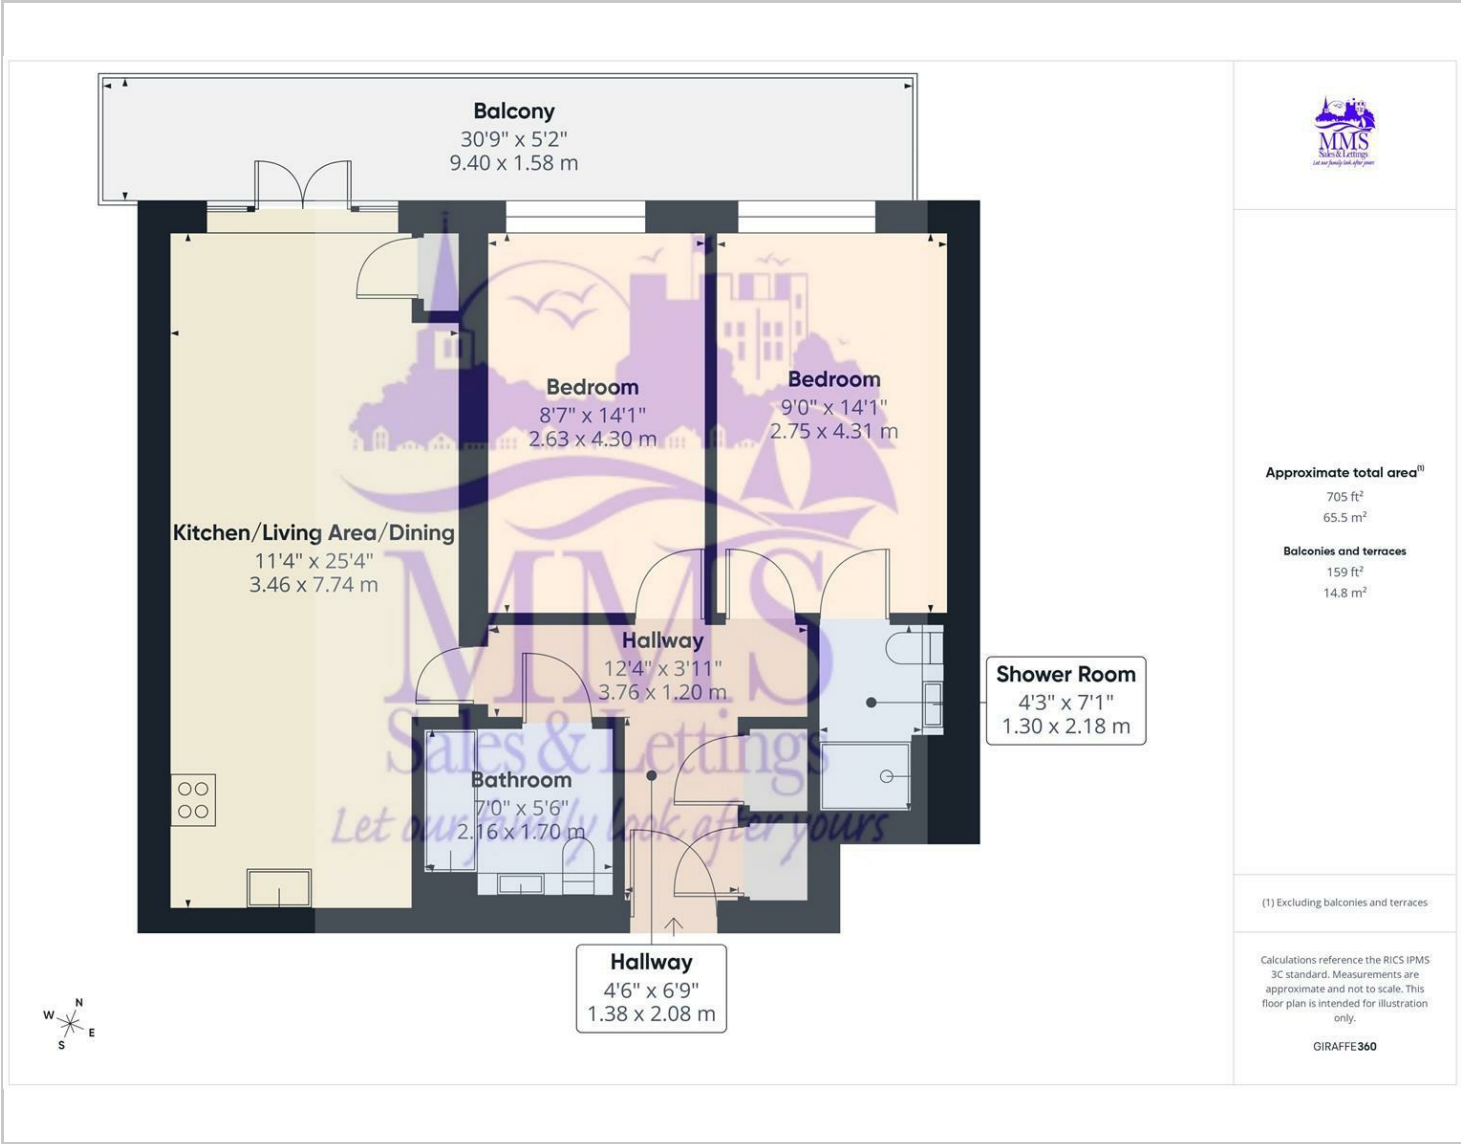 Balcony
30'9" x 5'2"
9.40 x 1.58 m
Bedroom
8'7" x 14'1"
2.63 x 4.30 m
Bedroom
9'0" x 14'1"
2.75 x 4.31 m
Kitchen/Living Area/Dining
11'4" x 25'4"
3.46 x 7.74 m
Hallway
12'4" x 3'11"
3.76 x 1.20 m
Shower Room
4'3" x 7'1"
1.30 x 2.18 m
Bathroom
7'0" x 5'6"
2.16 x 1.70 m
Hallway
4'6" x 6'9"
1.38 x 2.08 m
MMS
Sales & Lettings
Let our family look after yours
N
W
E
S
MMS
Sales & Lettings
Let our family look after yours
Approximate total area(1)
705 ft²
65.5 m²
Balconies and terraces
159 ft²
14.8 m²
(1) Excluding balconies and terraces
Calculations reference the RICS IPMS
3C standard. Measurements are
approximate and not to scale. This
floor plan is intended for illustration
only.
GIRAFFE360